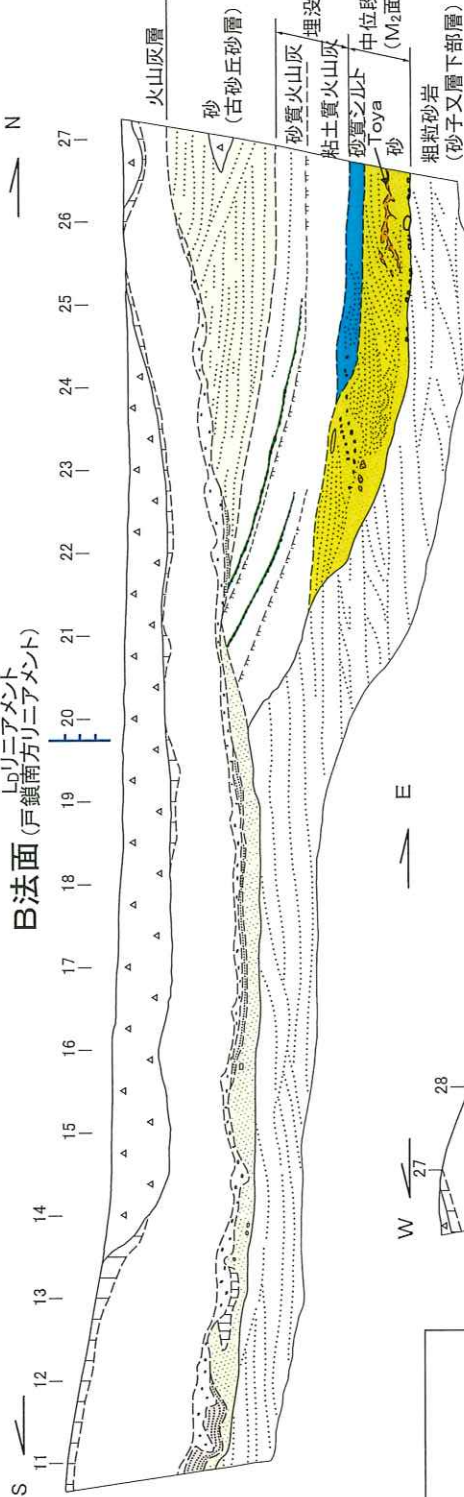 B法面
L_Dリニアメント
(戸鎖南方リニアメント)
S
N
11 12 13 14 15 16 17 18 19 20 21 22 23 24 25 26 27
火山灰層
砂
(古砂丘砂層)
砂質火山灰
埋没
粘土質火山灰
砂質シルト
Toya
砂
中位段
(M₂面
粗粒砂岩
(砂子又層下部層)
W
E
27 28